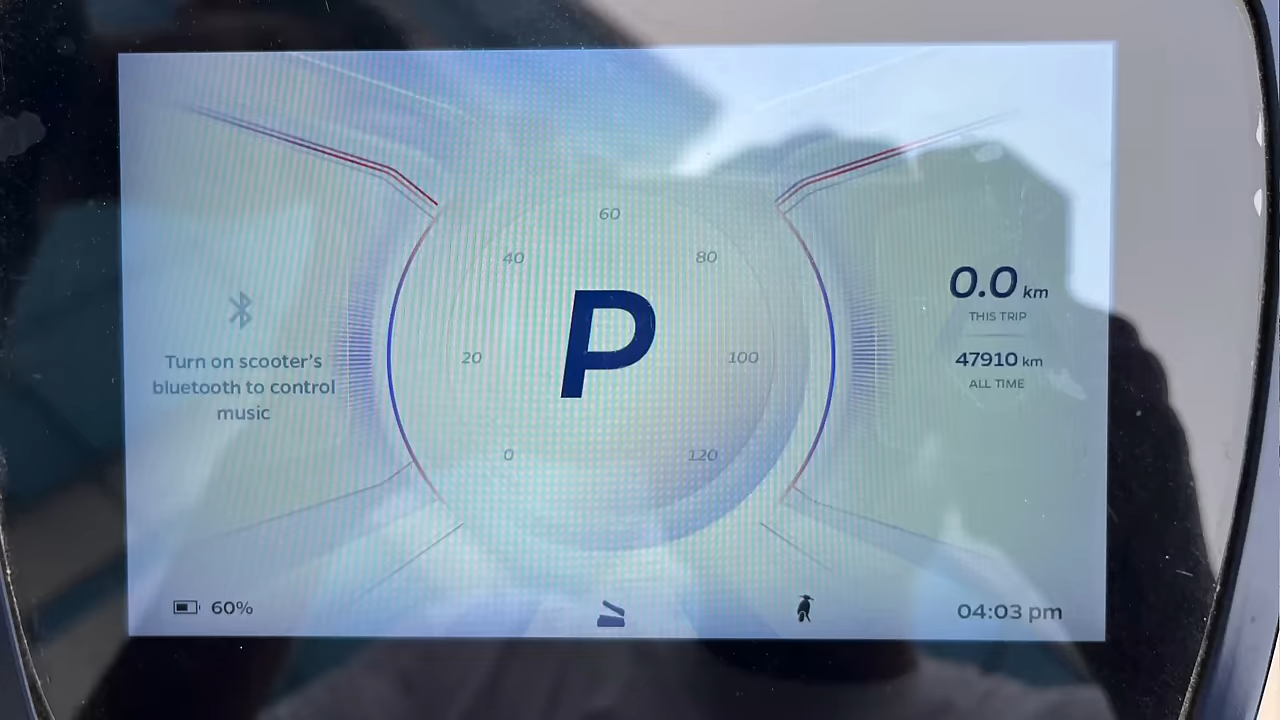 60
40
80
P
20
100
0
120
Turn on scooter's
bluetooth to control
music
0.0 km
THIS TRIP
47910 km
ALL TIME
60%
04:03 pm